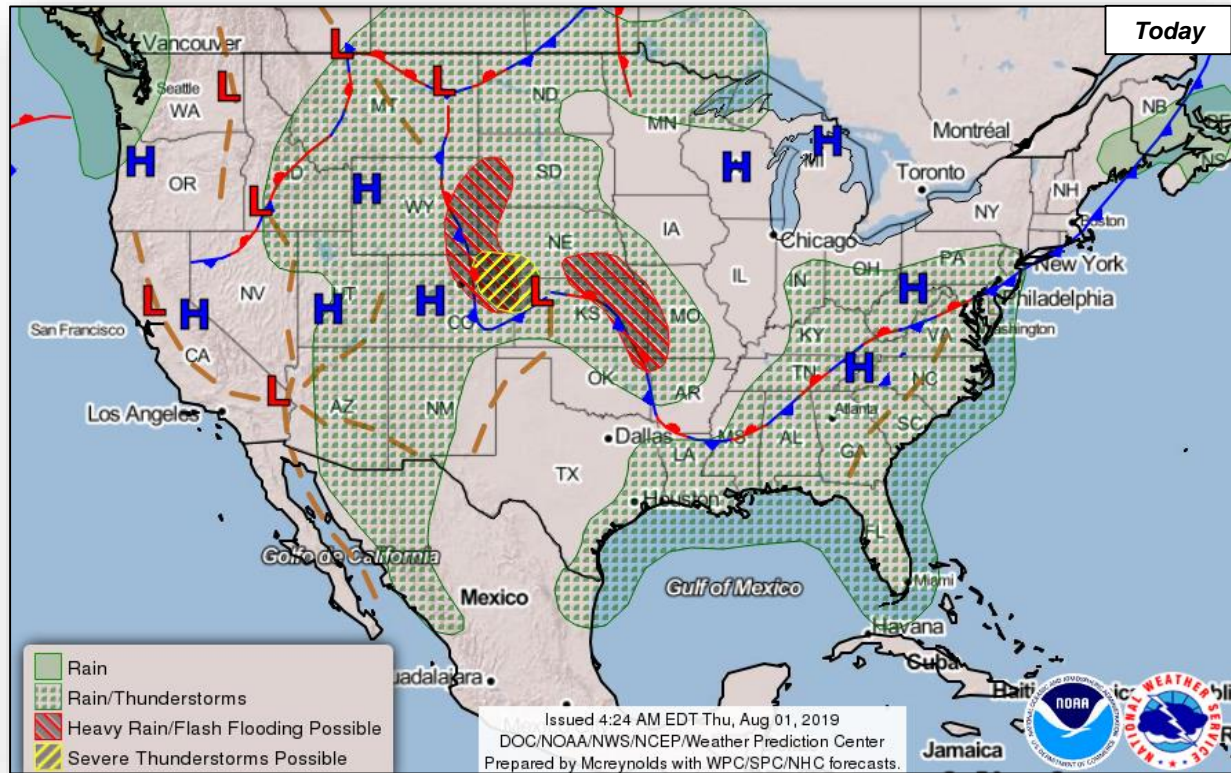 Today
Vancouver
L
L
L
Seattle
WA
MT
ND
MN
NB
Montréal
H
H
H
H
MI
Toronto
NS
OR
ID
WY
SD
NH
Boston
L
IA
NY
Chicago
NE
PA
New York
NV
H
H
H
L
IL
IN
OH
H
Philadelphia
L
UT
CO
KS
MO
Washington
San Francisco
CA
KY
VA
H
TN
NC
L
Los Angeles
AZ
NM
OK
AR
Atlanta
SC
Dallas
MS
AL
GA
LA
TX
Houston
FL
Golfo de California
Mexico
Gulf of Mexico
Miami
Havana
Cuba
Rain
Rain/Thunderstorms
Heavy Rain/Flash Flooding Possible
Severe Thunderstorms Possible
uadalajara
Issued 4:24 AM EDT Thu, Aug 01, 2019
DOC/NOAA/NWS/NCEP/Weather Prediction Center
Prepared by Mcreynolds with WPC/SPC/NHC forecasts.
Jamaica
NOAA
NATIONAL WEATHER SERVICE